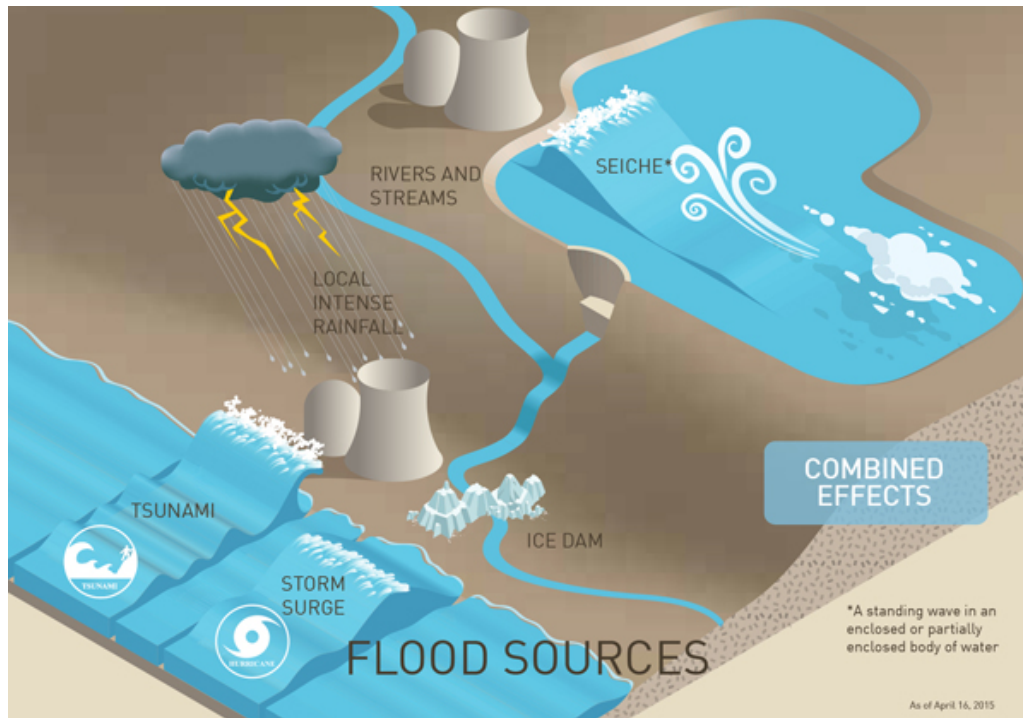 SEICHE*
RIVERS AND
STREAMS
LOCAL
INTENSE
RAINFALL
COMBINED
EFFECTS
TSUNAMI
TSUNAMI
ICE DAM
STORM
SURGE
HURRICANE
FLOOD SOURCES
*A standing wave in an
enclosed or partially
enclosed body of water
As of April 16, 2015